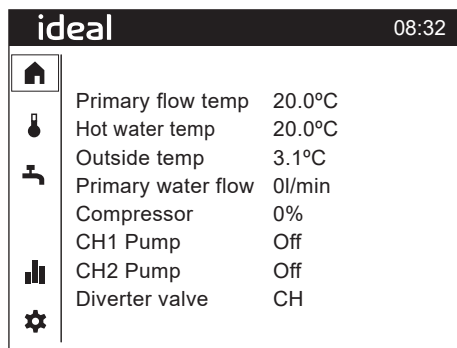 ideal 08:32
Primary flow temp 20.0ºC
Hot water temp 20.0ºC
Outside temp 3.1ºC
Primary water flow 0l/min
Compressor 0%
CH1 Pump Off
CH2 Pump Off
Diverter valve CH